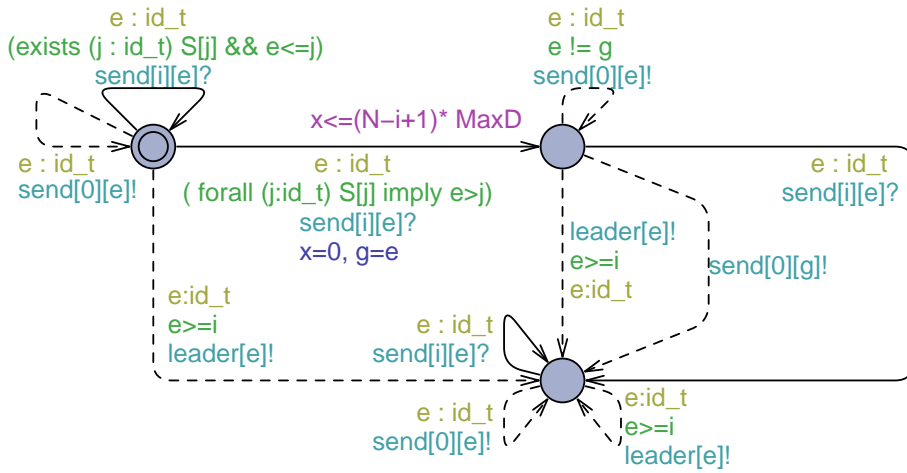 e : id_t
(exists (j : id_t) S[j] && e<=j)
send[i][e]?
e : id_t
e != g
send[0][e]!
x<=(N−i+1)* MaxD
e : id_t
send[0][e]!
e : id_t
( forall (j:id_t) S[j] imply e>j)
send[i][e]?
x=0, g=e
e : id_t
send[i][e]?
leader[e]!
e>=i
e:id_t
send[0][g]!
e:id_t
e>=i
leader[e]!
e : id_t
send[i][e]?
e : id_t
send[0][e]!
e:id_t
e>=i
leader[e]!